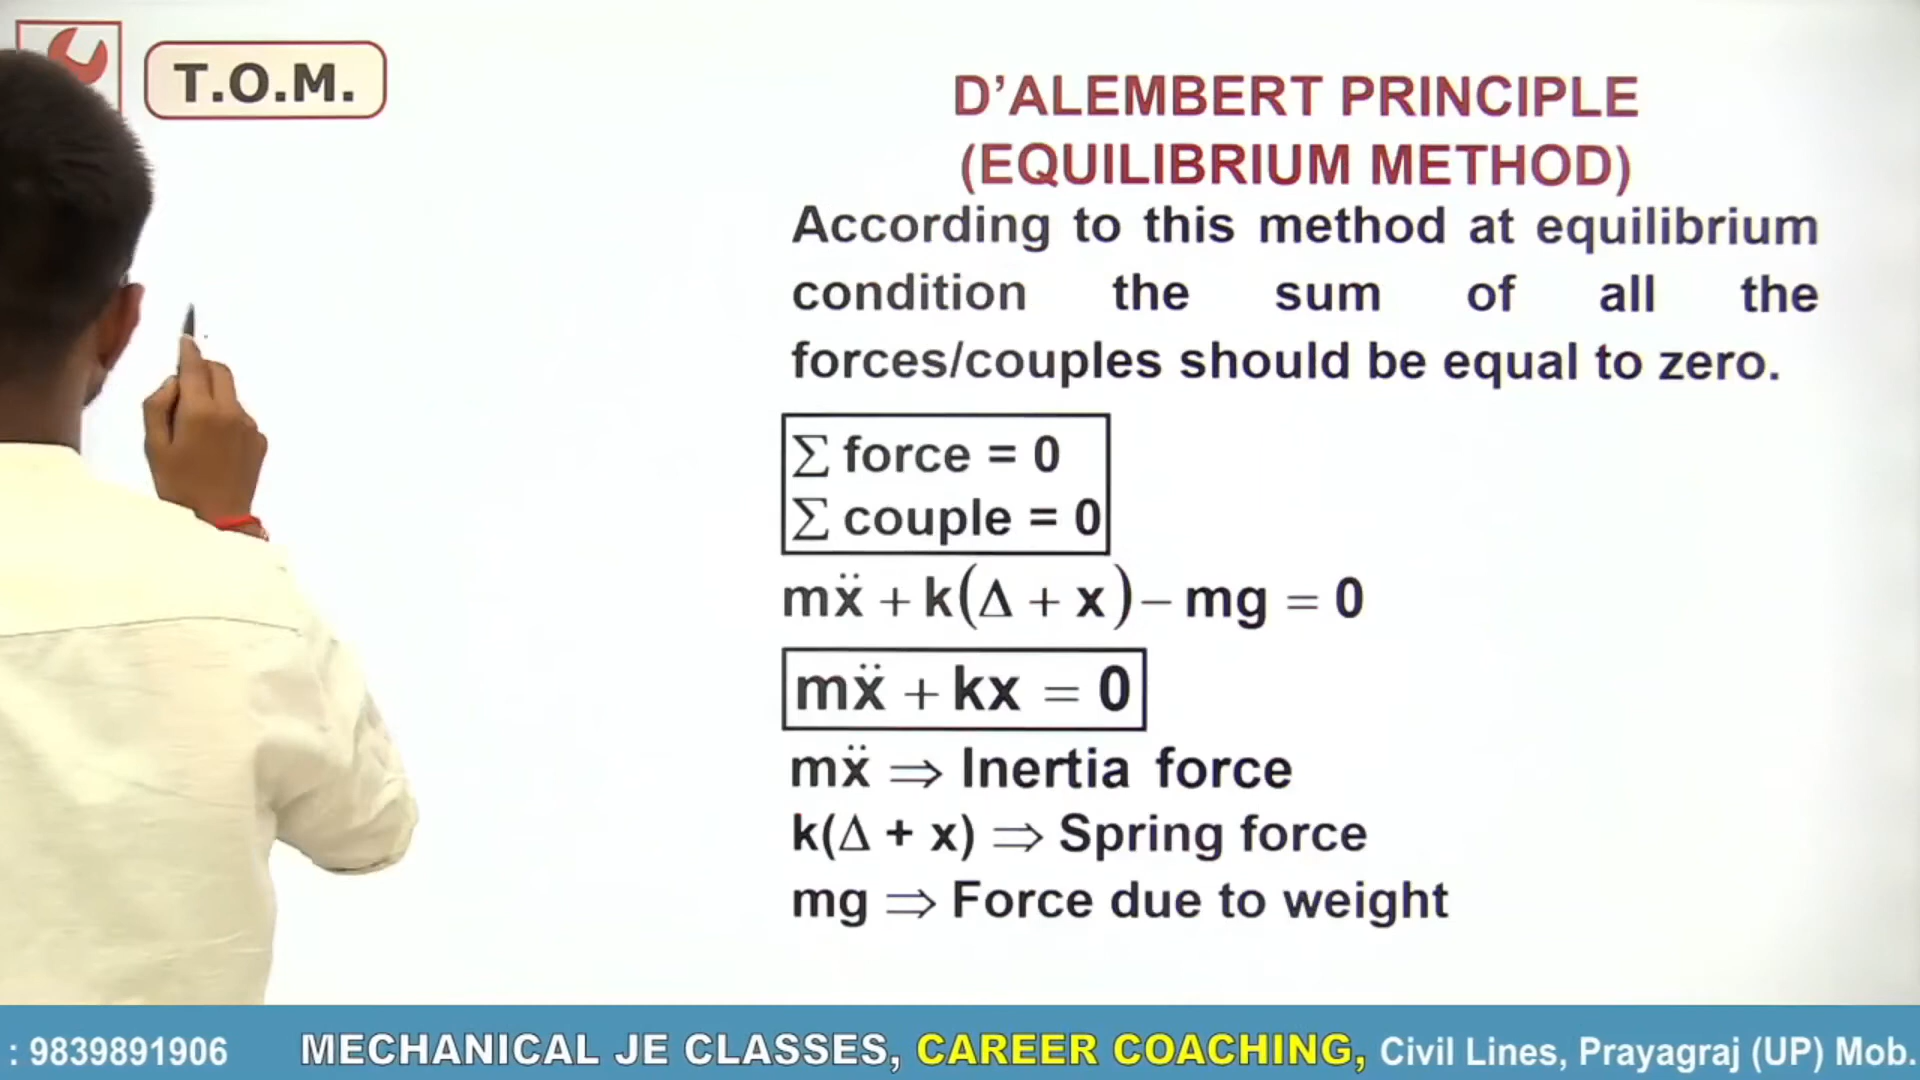 T.O.M.
D’ALEMBERT PRINCIPLE
(EQUILIBRIUM METHOD)
According to this method at equilibrium
condition the sum of all the
forces/couples should be equal to zero.
∑ force = 0
∑ couple = 0
mẍ + k(Δ + x) – mg = 0
mẍ + kx = 0
mẍ ⇒ Inertia force
k(Δ + x) ⇒ Spring force
mg ⇒ Force due to weight
: 9839891906 MECHANICAL JE CLASSES, CAREER COACHING, Civil Lines, Prayagraj (UP) Mob.